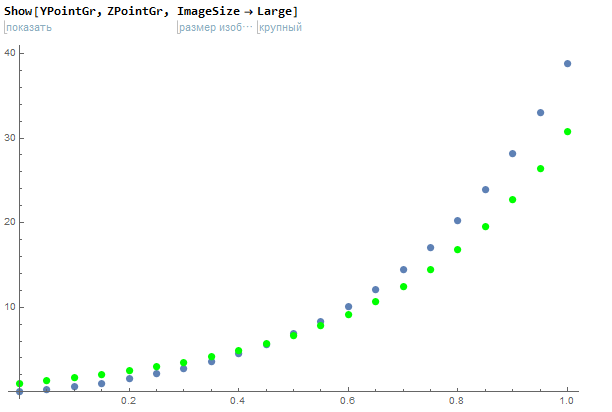 Show[YPointGr, ZPointGr, ImageSize → Large]
показать размер изоб⋯ крупный
40
30
20
10
0.2 0.4 0.6 0.8 1.0